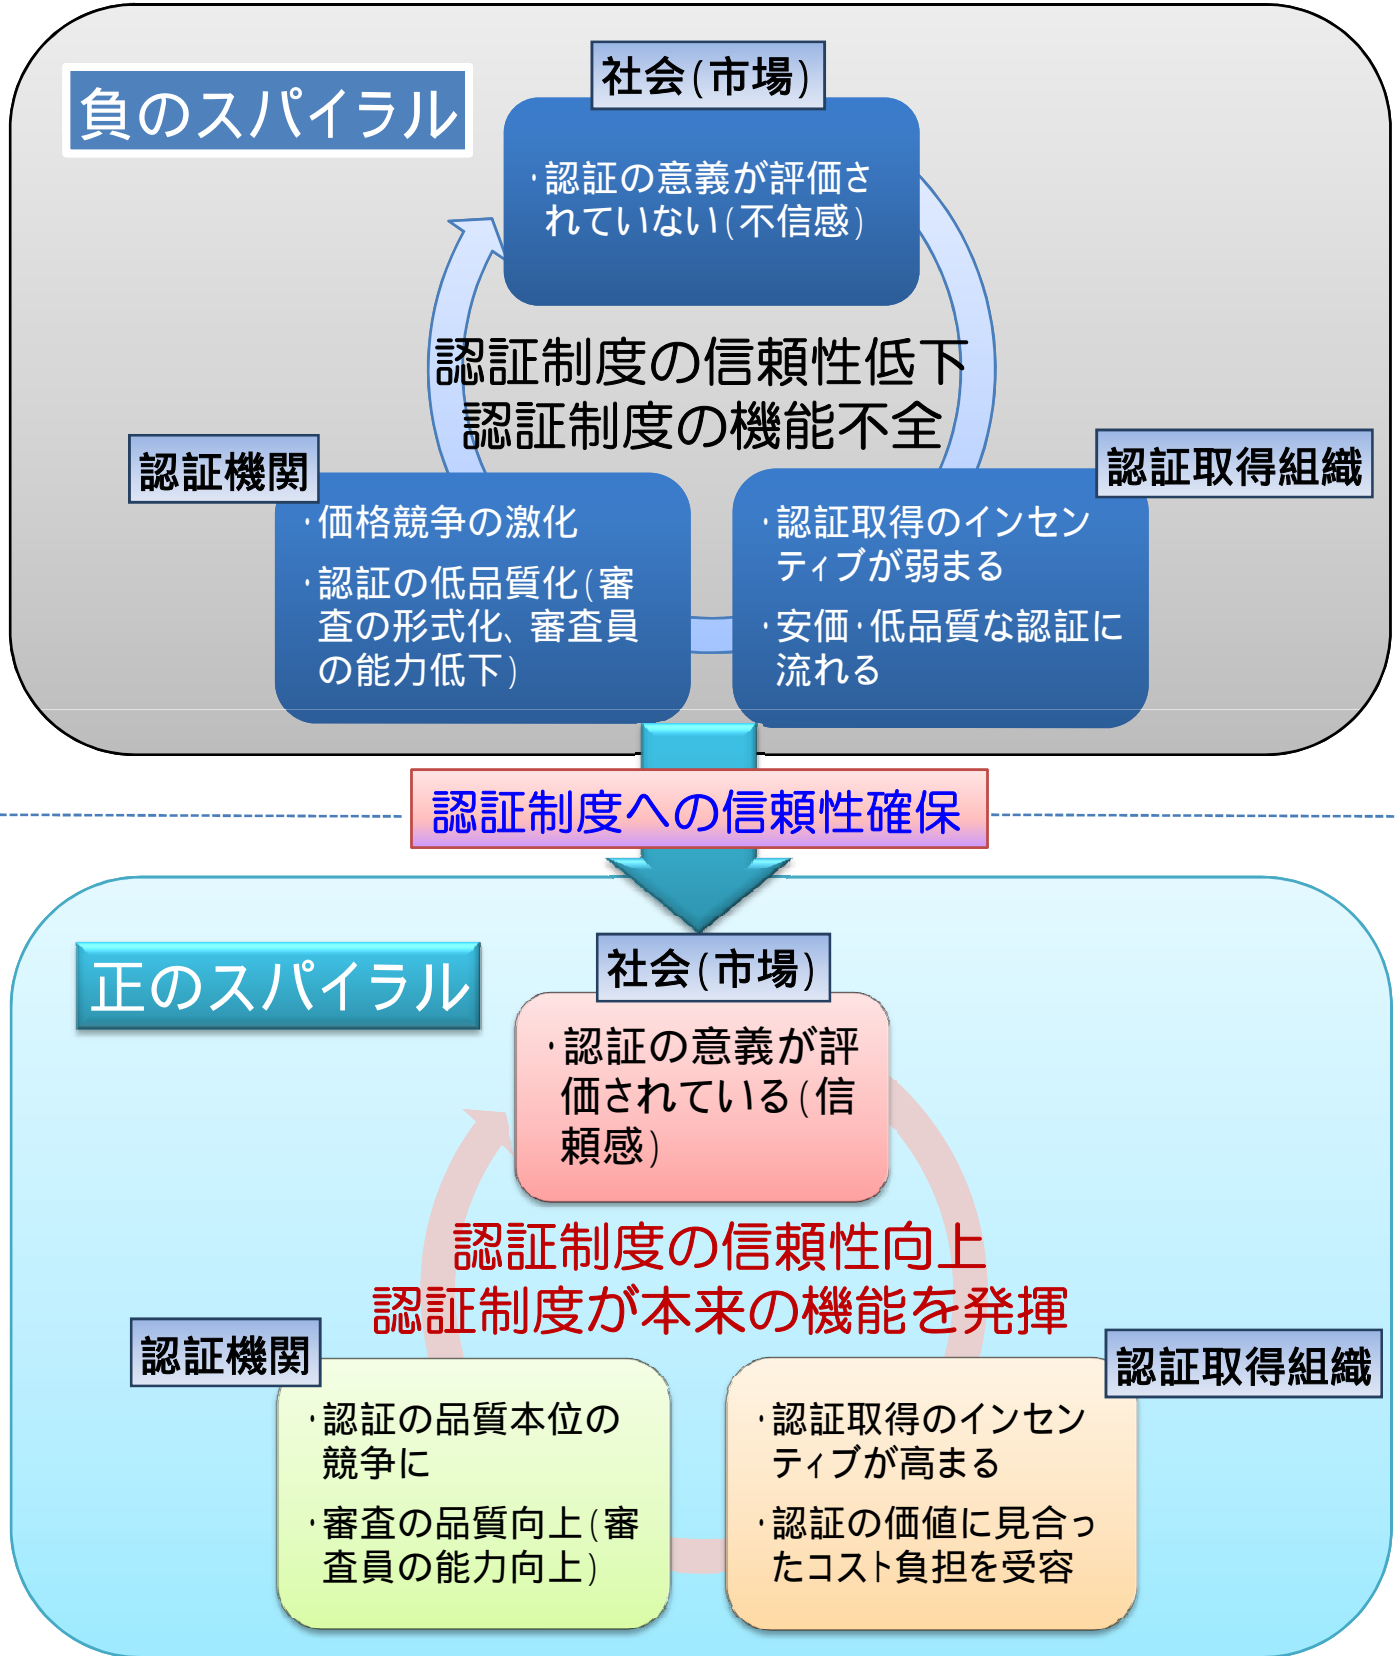 負のスパイラル
社会(市場)
・認証の意義が評価さ
れていない(不信感)
認証制度の信頼性低下
認証制度の機能不全
認証機関
・価格競争の激化
・認証の低品質化(審
査の形式化、審査員
の能力低下)
認証取得組織
・認証取得のインセン
ティブが弱まる
・安価・低品質な認証に
流れる
認証制度への信頼性確保
正のスパイラル
社会(市場)
・認証の意義が評
価されている(信
頼感)
認証制度の信頼性向上
認証制度が本来の機能を発揮
認証機関
・認証の品質本位の
競争に
・審査の品質向上(審
査員の能力向上)
認証取得組織
・認証取得のインセン
ティブが高まる
・認証の価値に見合っ
たコスト負担を受容